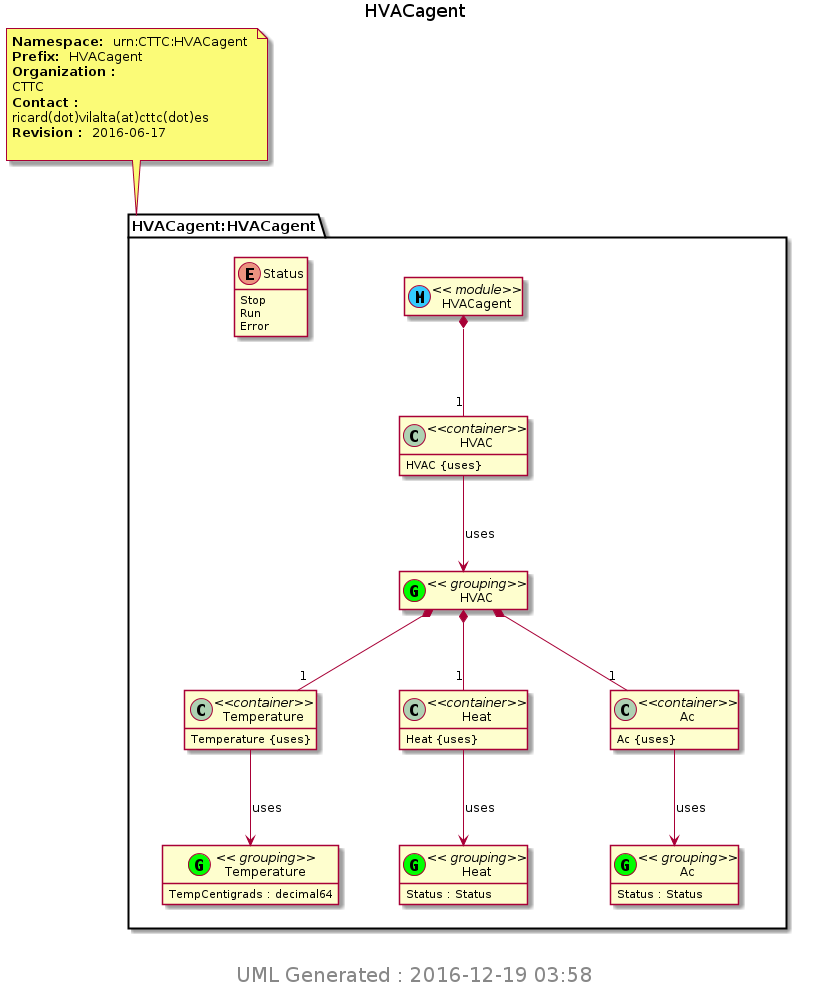 HVACagent
Namespace: urn:CTTC:HVACagent
Prefix: HVACagent
Organization :
CTTC
Contact :
ricard(dot)vilalta(at)cttc(dot)es
Revision : 2016-06-17
HVACagent:HVACagent
E Status
Stop
Run
Error
M << module>>
HVACagent
1
C <<container>>
HVAC
HVAC {uses}
uses
G << grouping>>
HVAC
1
1
1
C <<container>>
Temperature
Temperature {uses}
C <<container>>
Heat
Heat {uses}
C <<container>>
Ac
Ac {uses}
uses
uses
uses
G << grouping>>
Temperature
TempCentigrads : decimal64
G << grouping>>
Heat
Status : Status
G << grouping>>
Ac
Status : Status
UML Generated : 2016-12-19 03:58